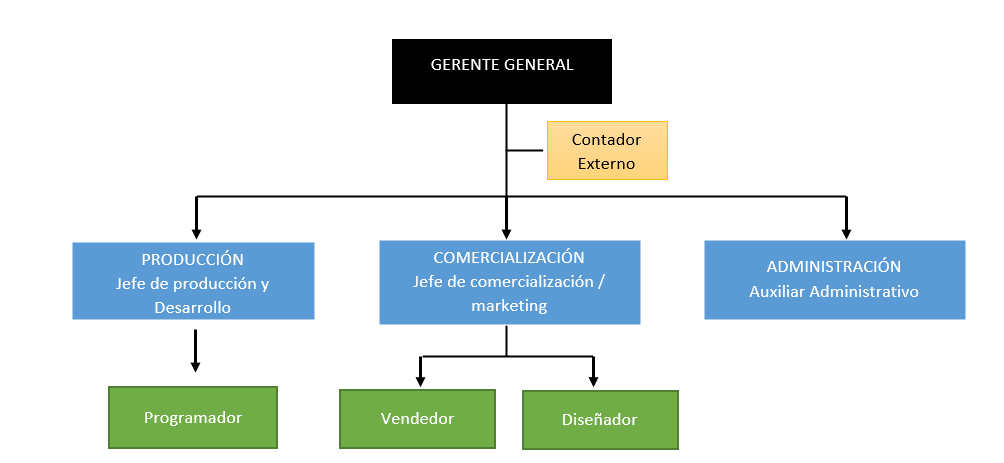 GERENTE GENERAL
Contador
Externo
PRODUCCIÓN
Jefe de producción y
Desarrollo
COMERCIALIZACIÓN
Jefe de comercialización /
marketing
ADMINISTRACIÓN
Auxiliar Administrativo
Programador
Vendedor
Diseñador